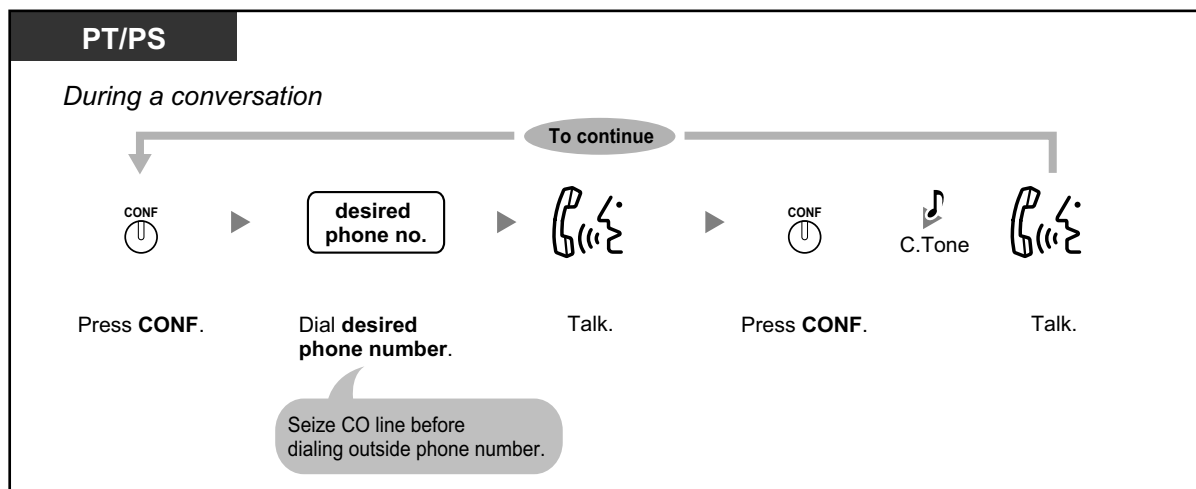 PT/PS
During a conversation
To continue
CONF
desired
phone no.
CONF
C.Tone
Press CONF.
Dial desired
phone number.
Talk.
Press CONF.
Talk.
Seize CO line before
dialing outside phone number.